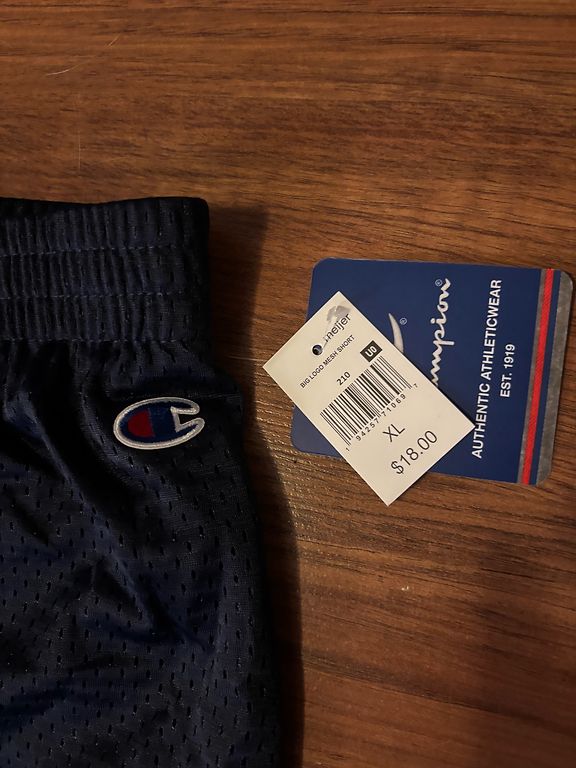 meijer
BIG LOGO MESH SHORT
210
U0
XL
$18.00
Champion®
AUTHENTIC ATHLETICWEAR
EST. 1919